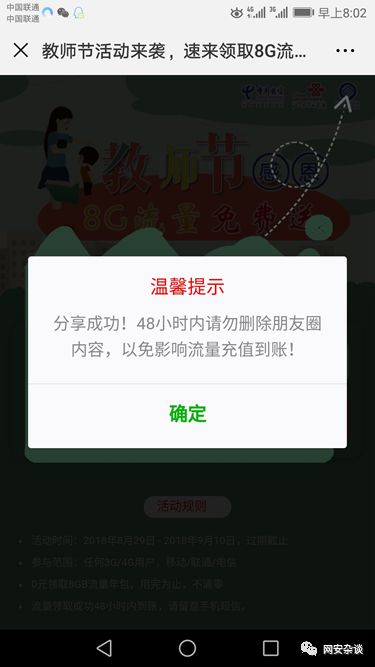 中国联通
中国联通
4G 3G 早上8:02
教师节活动来袭，速来领取8G流...
教师节
感恩
8G流量免费送
温馨提示
分享成功！48小时内请勿删除朋友圈
内容，以免影响流量充值到账！
确定
活动规则
活动时间：2018年8月29日-2018年9月10日，过期截止
参与范围：任何3G/4G用户，移动/联通/电信
0元领取8GB流量年包，用完为止，不清零
流量领取成功48小时内到账，请留意手机短信。
网安杂谈